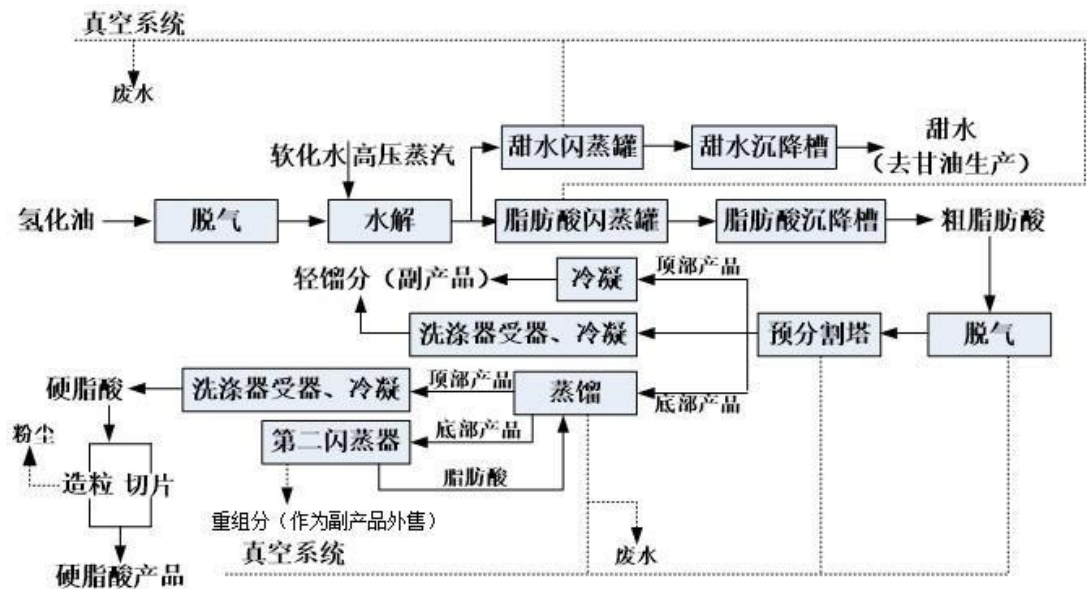 真空系统
废水
软化水 高压蒸汽
甜水闪蒸罐
甜水沉降槽
甜水
（去甘油生产）
氢化油
脱气
水解
脂肪酸闪蒸罐
脂肪酸沉降槽
粗脂肪酸
轻馏分（副产品）
冷凝
顶部产品
洗涤器受器、冷凝
预分割塔
脱气
硬脂酸
洗涤器受器、冷凝
顶部产品
蒸馏
底部产品
粉尘
第二闪蒸器
底部产品
脂肪酸
造粒 切片
重组分（作为副产品外售）
真空系统
废水
硬脂酸产品